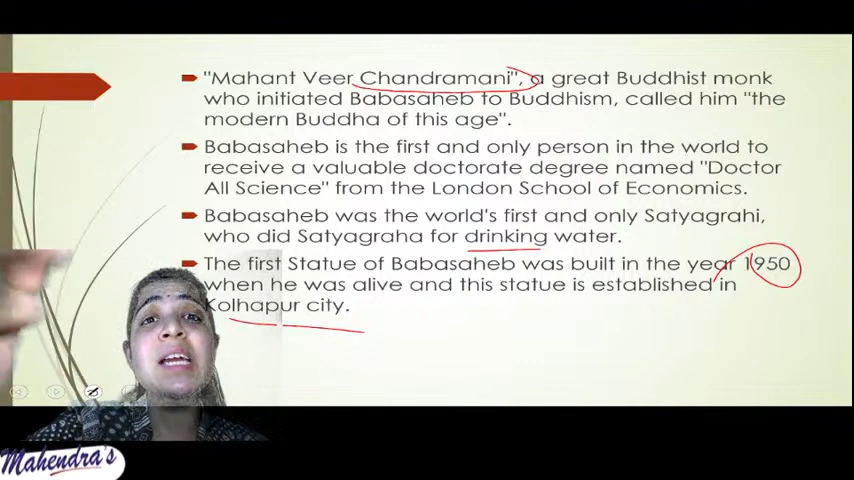 "Mahant Veer Chandramani", a great Buddhist monk
who initiated Babasaheb to Buddhism, called him "the
modern Buddha of this age".
Babasaheb is the first and only person in the world to
receive a valuable doctorate degree named "Doctor
All Science" from the London School of Economics.
Babasaheb was the world's first and only Satyagrahi,
who did Satyagraha for drinking water.
The first Statue of Babasaheb was built in the year 1950
when he was alive and this statue is established in
Kolhapur city.
Mahendra's